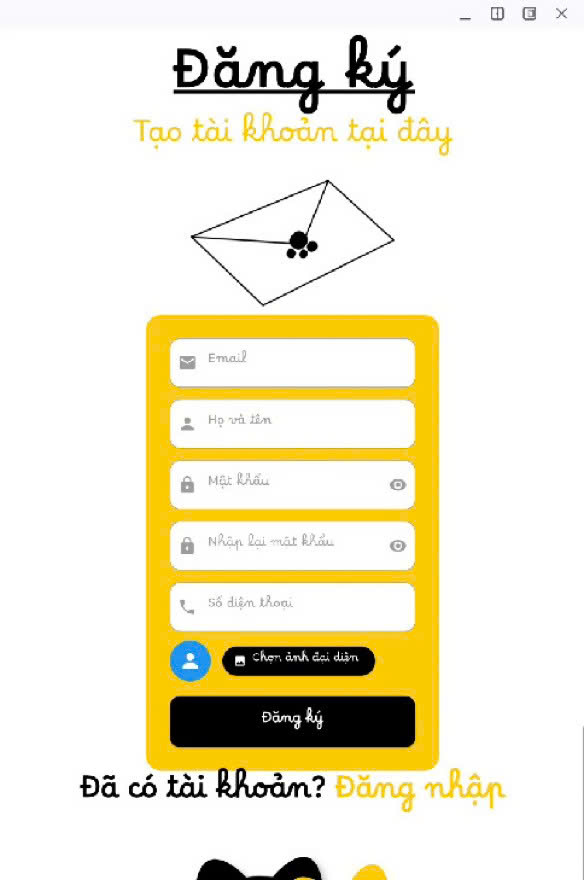 Đăng ký
Tạo tài khoản tại đây
Email
Họ và tên
Mật khẩu
Nhập lại mật khẩu
Số điện thoại
Chọn ảnh đại diện
Đăng ký
Đã có tài khoản? Đăng nhập